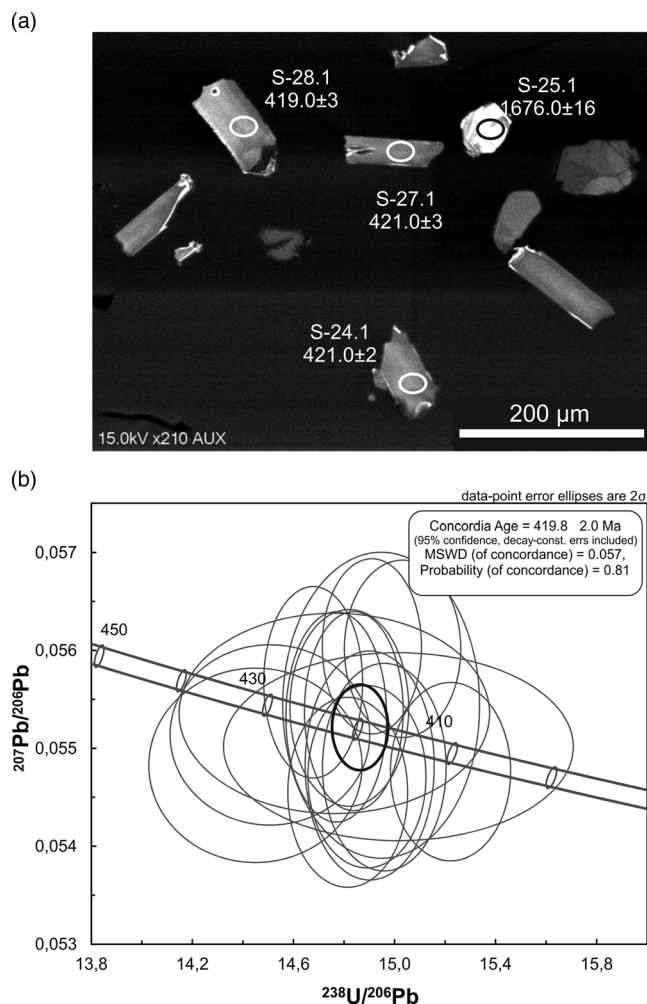 (a)
S-28.1
419.0±3
S-25.1
1676.0±16
S-27.1
421.0±3
S-24.1
421.0±2
200 µm
15.0kV x210 AUX
(b)
data-point error ellipses are 2σ
Concordia Age = 419.8 2.0 Ma
(95% confidence, decay-const. errs included)
MSWD (of concordance) = 0.057,
Probability (of concordance) = 0.81
0,057
0,056
0,055
0,054
0,053
450
430
410
²⁰⁷Pb/²⁰⁶Pb
13,8
14,2
14,6
15,0
15,4
15,8
²³⁸U/²⁰⁶Pb